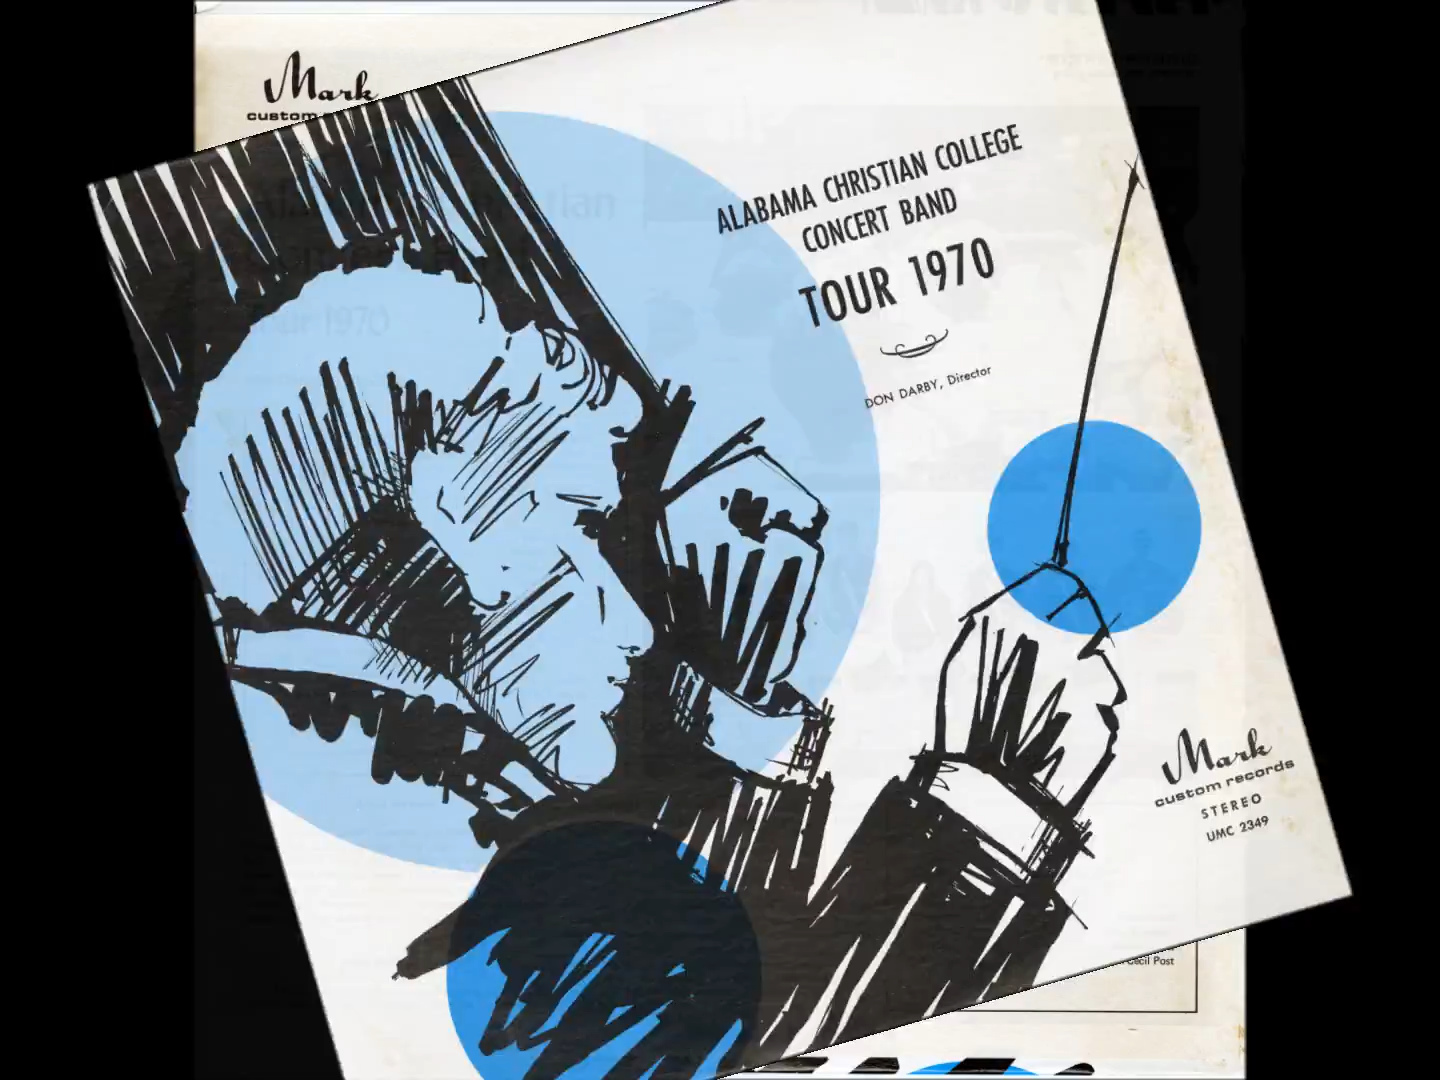 Mark
custom
ALABAMA CHRISTIAN COLLEGE
CONCERT BAND
TOUR 1970
DON DARBY, Director
Mark
custom records
STEREO
UMC 2349
Cecil Post